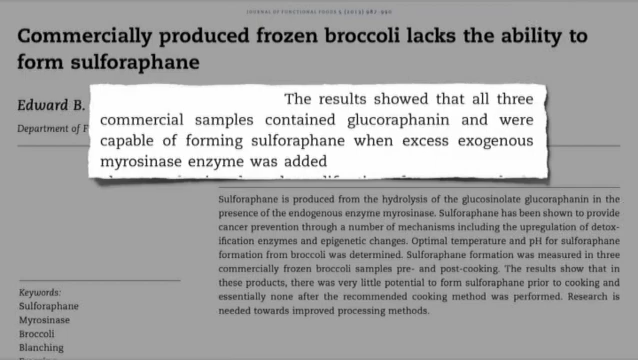 JOURNAL OF FUNCTIONAL FOODS 5 (2013) 987–990
Commercially produced frozen broccoli lacks the ability to
form sulforaphane
Edward B.
Department of F
The results showed that all three
commercial samples contained glucoraphanin and were
capable of forming sulforaphane when excess exogenous
myrosinase enzyme was added
Sulforaphane is produced from the hydrolysis of the glucosinolate glucoraphanin in the
presence of the endogenous enzyme myrosinase. Sulforaphane has been shown to provide
cancer prevention through a number of mechanisms including the upregulation of detox-
ification enzymes and epigenetic changes. Optimal temperature and pH for sulforaphane
formation from broccoli was determined. Sulforaphane formation was measured in three
commercially frozen broccoli samples pre- and post-cooking. The results show that in
these products, there was very little potential to form sulforaphane prior to cooking and
essentially none after the recommended cooking method was performed. Research is
needed towards improved processing methods.
Keywords:
Sulforaphane
Myrosinase
Broccoli
Blanching